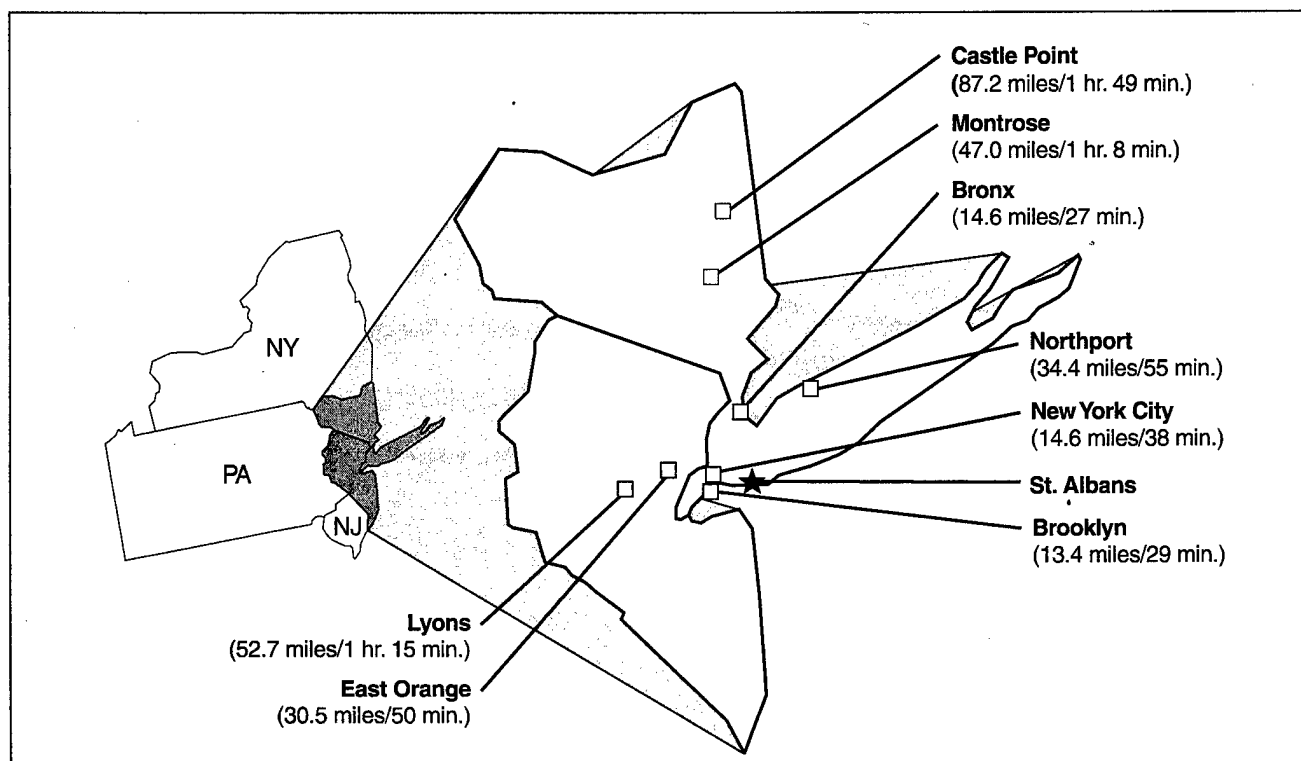 Castle Point
(87.2 miles/1 hr. 49 min.)
Montrose
(47.0 miles/1 hr. 8 min.)
Bronx
(14.6 miles/27 min.)
Northport
(34.4 miles/55 min.)
New York City
(14.6 miles/38 min.)
St. Albans
Brooklyn
(13.4 miles/29 min.)
NY
PA
NJ
Lyons
(52.7 miles/1 hr. 15 min.)
East Orange
(30.5 miles/50 min.)